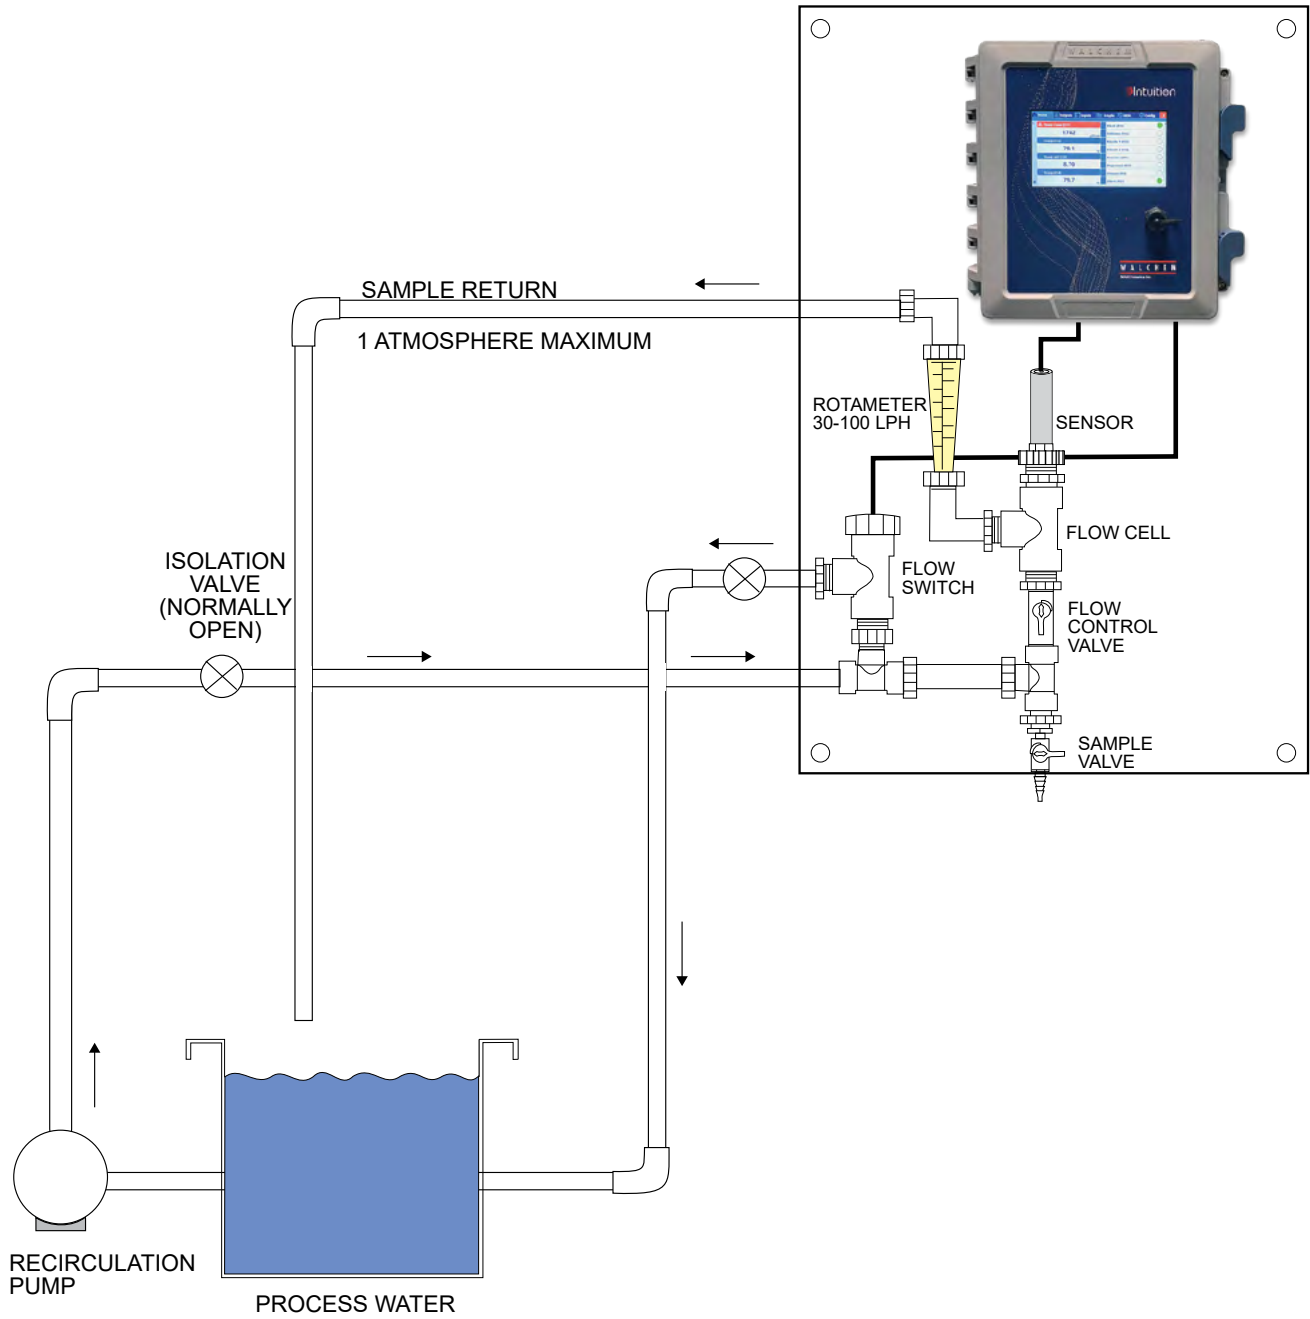 WALCHEM
Intuition
WALCHEM
SAMPLE RETURN
1 ATMOSPHERE MAXIMUM
ROTAMETER
30-100 LPH
SENSOR
FLOW CELL
FLOW
SWITCH
ISOLATION
VALVE
(NORMALLY
OPEN)
FLOW
CONTROL
VALVE
SAMPLE
VALVE
RECIRCULATION
PUMP
PROCESS WATER